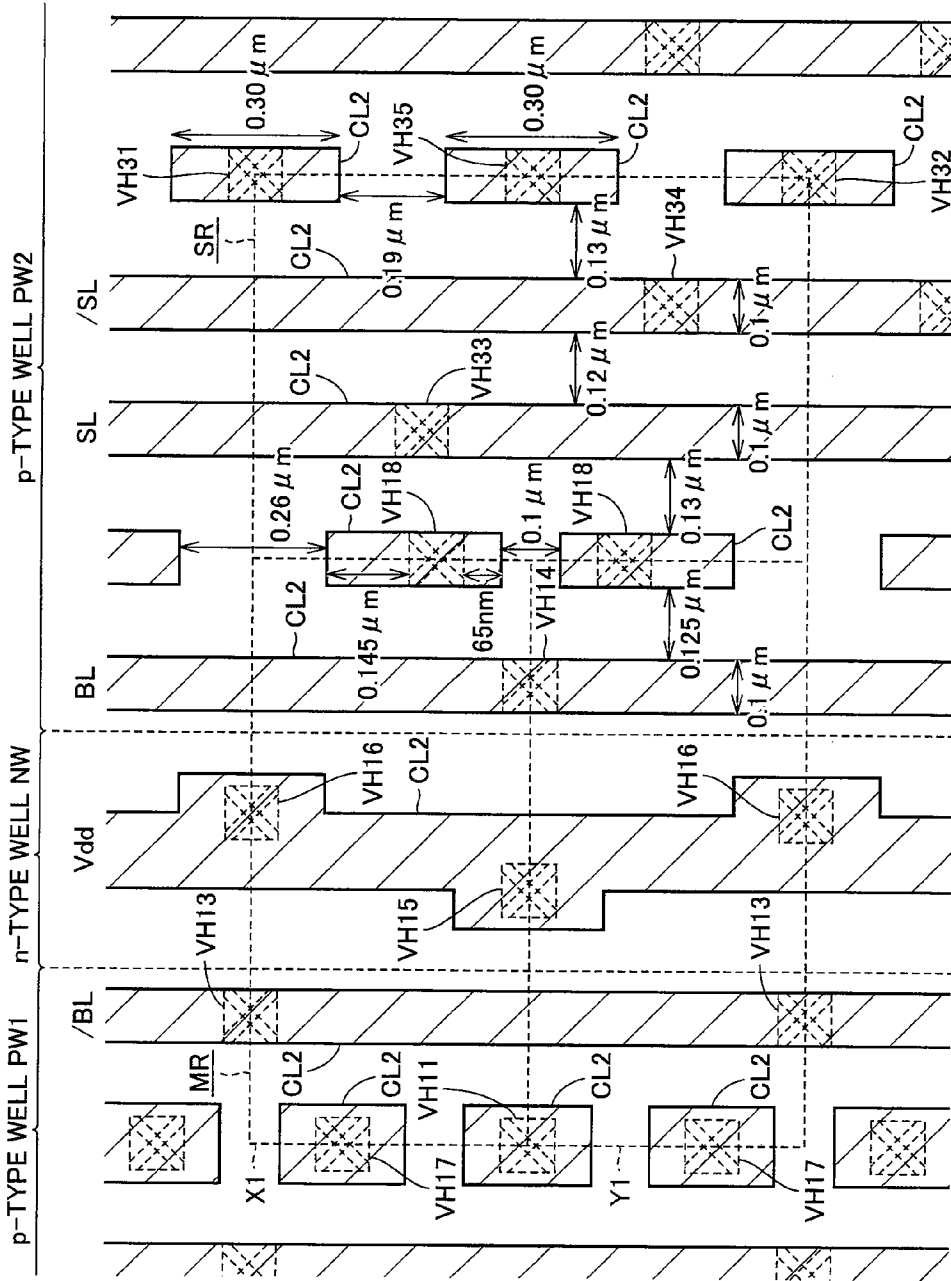 p-TYPE WELL PW1
n-TYPE WELL NW
p-TYPE WELL PW2
/BL
Vdd
BL
SL
/SL
MR
VH13
VH16
CL2
0.26 μm
CL2
SR
VH31
0.30 μm
X1
CL2
CL2
CL2
0.19 μm
CL2
VH17
VH11
CL2
VH15
CL2
0.145 μm
65nm
VH14
CL2
VH18
VH33
VH35
0.30 μm
0.1 μm
VH18
0.12 μm
0.13 μm
CL2
Y1
CL2
VH13
VH16
0.125 μm
0.13 μm
VH34
VH17
0.1 μm
CL2
0.1 μm
0.1 μm
CL2
VH32